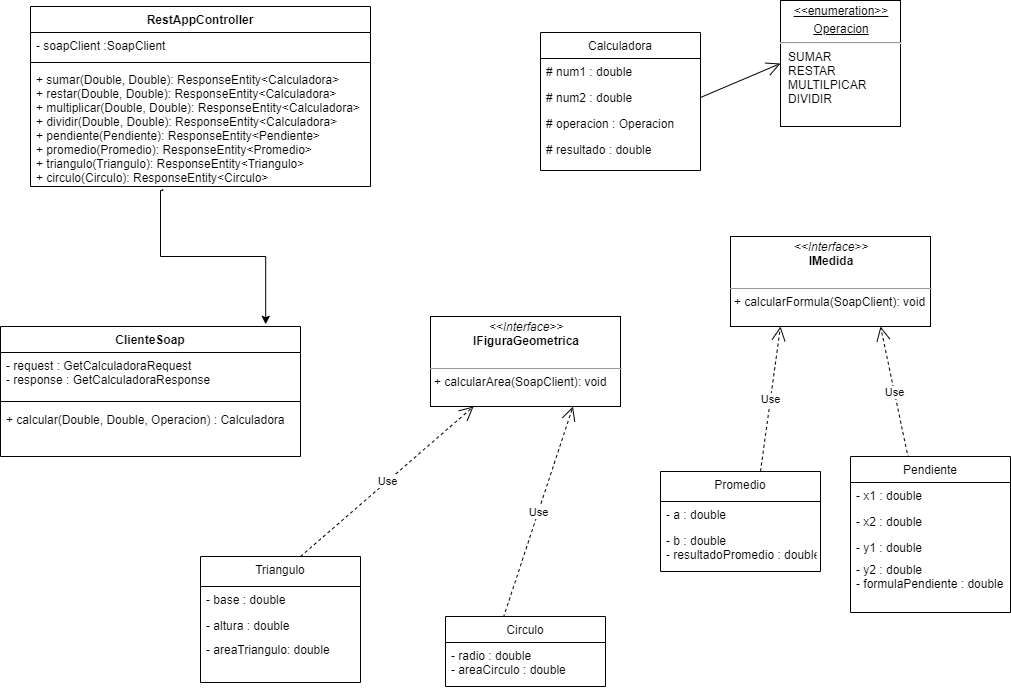 RestAppController
- soapClient :SoapClient
+ sumar(Double, Double): ResponseEntity<Calculadora>
+ restar(Double, Double): ResponseEntity<Calculadora>
+ multiplicar(Double, Double): ResponseEntity<Calculadora>
+ dividir(Double, Double): ResponseEntity<Calculadora>
+ pendiente(Pendiente): ResponseEntity<Pendiente>
+ promedio(Promedio): ResponseEntity<Promedio>
+ triangulo(Triangulo): ResponseEntity<Triangulo>
+ circulo(Circulo): ResponseEntity<Circulo>
Calculadora
# num1 : double
# num2 : double
# operacion : Operacion
# resultado : double
<<enumeration>>
Operacion
SUMAR
RESTAR
MULTILPICAR
DIVIDIR
<<Interface>>
IMedida
+ calcularFormula(SoapClient): void
ClienteSoap
- request : GetCalculadoraRequest
- response : GetCalculadoraResponse
+ calcular(Double, Double, Operacion) : Calculadora
<<Interface>>
IFiguraGeometrica
+ calcularArea(SoapClient): void
Use
Use
Use
Use
Promedio
- a : double
- b : double
- resultadoPromedio : double
Pendiente
- x1 : double
- x2 : double
- y1 : double
- y2 : double
- formulaPendiente : double
Triangulo
- base : double
- altura : double
- areaTriangulo: double
Circulo
- radio : double
- areaCirculo : double